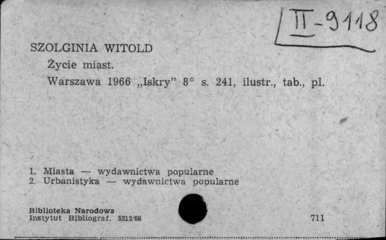 II-9118
SZOLGINIA WITOLD
Życie miast.
Warszawa 1966 „Iskry” 8° s. 241, ilustr., tab., pl.
1. Miasta — wydawnictwa popularne
2. Urbanistyka — wydawnictwa popularne
Biblioteka Narodowa
Instytut Bibliograf. 5212/66
711